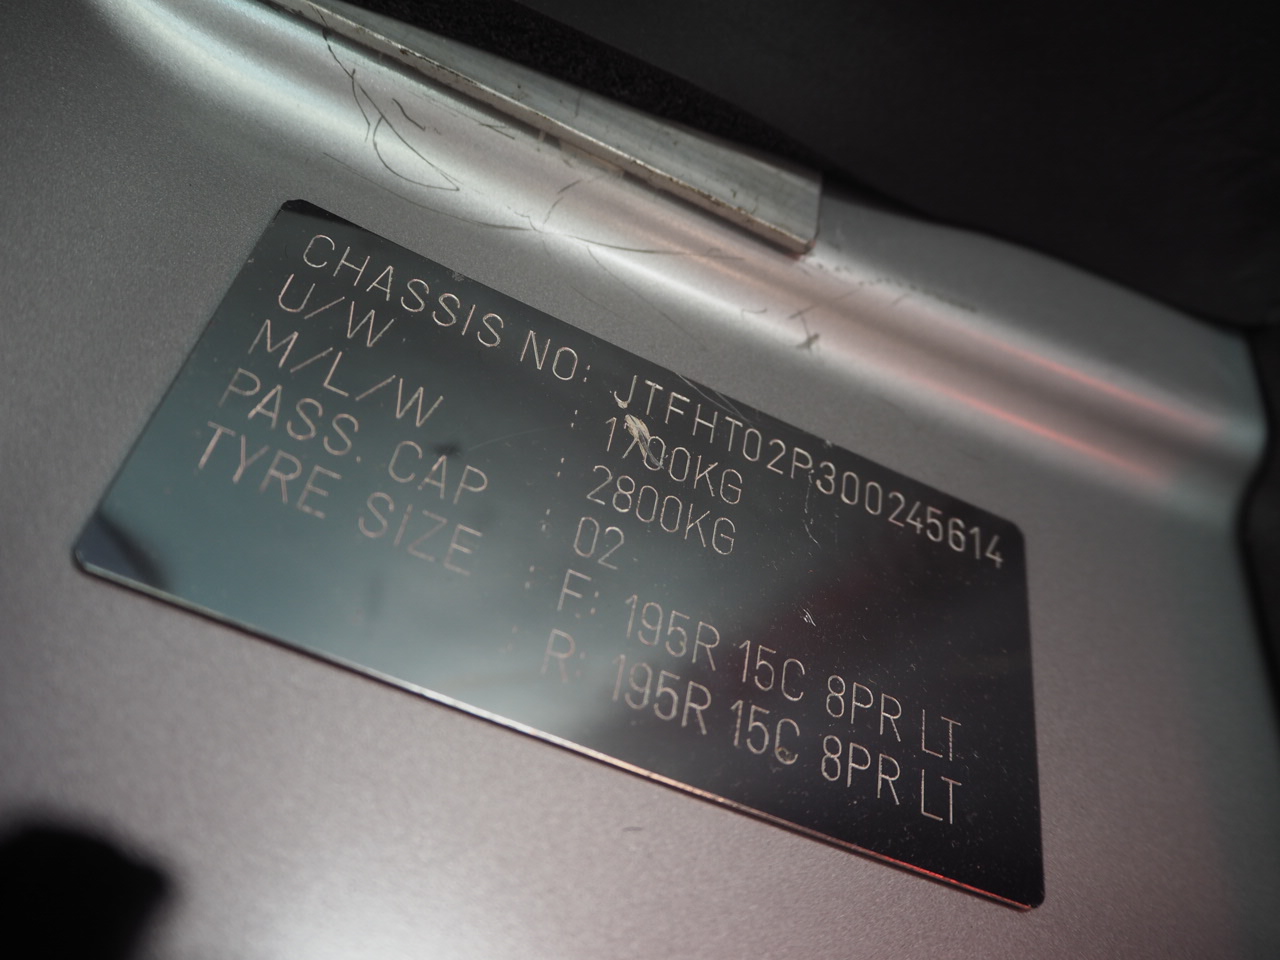 CHASSIS NO: JTFHT02P300245614
U/W : 1700KG
M/L/W : 2800KG
PASS. CAP : 02
TYRE SIZE : F: 195R 15C 8PR LT
: R: 195R 15C 8PR LT